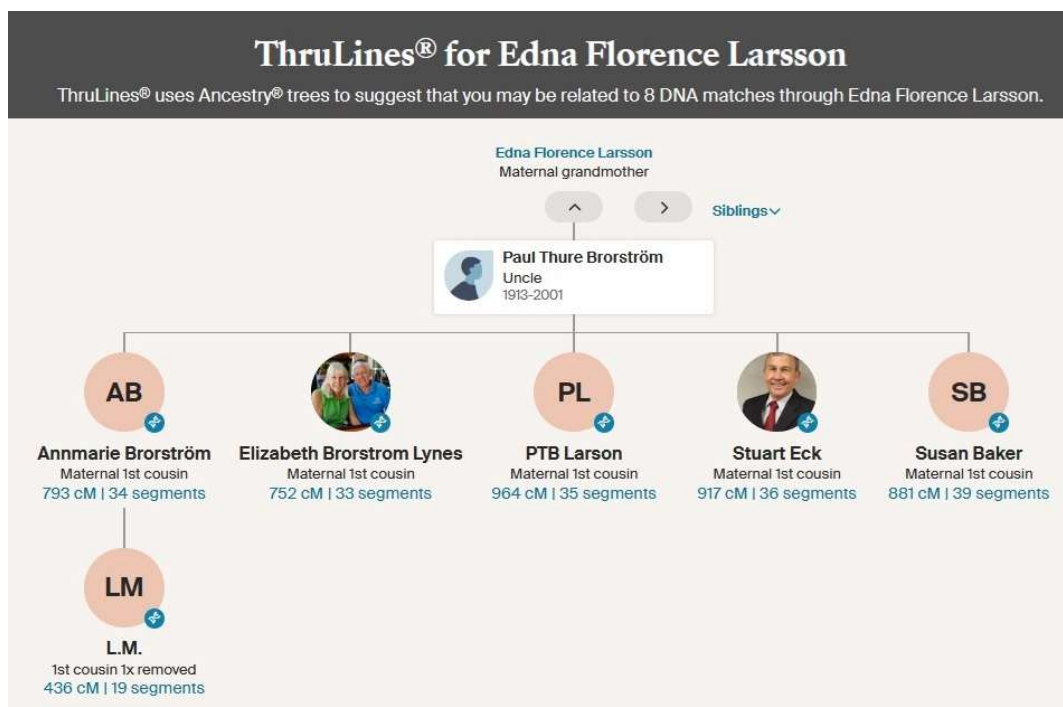 ThruLines® for Edna Florence Larsson
ThruLines® uses Ancestry® trees to suggest that you may be related to 8 DNA matches through Edna Florence Larsson.
Edna Florence Larsson
Maternal grandmother
Siblings
Paul Thure Brorström
Uncle
1913-2001
AB
PL
SB
Annmarie Brorström
Maternal 1st cousin
793 cM | 34 segments
Elizabeth Brorstrom Lynes
Maternal 1st cousin
752 cM | 33 segments
PTB Larson
Maternal 1st cousin
964 cM | 35 segments
Stuart Eck
Maternal 1st cousin
917 cM | 36 segments
Susan Baker
Maternal 1st cousin
881 cM | 39 segments
LM
L.M.
1st cousin 1x removed
436 cM | 19 segments